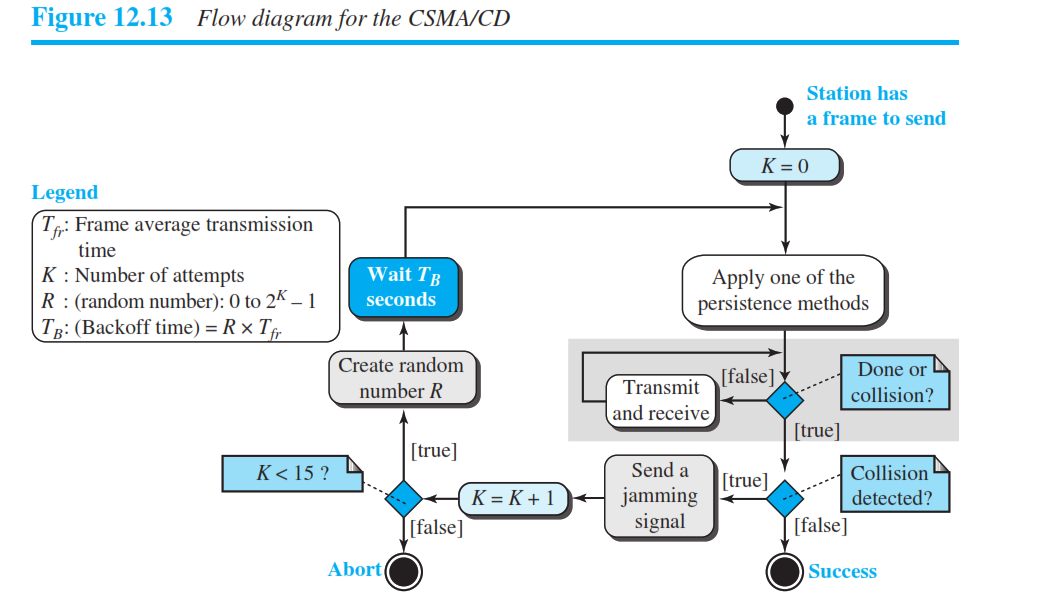 Figure 12.13 Flow diagram for the CSMA/CD
Station has
a frame to send
K = 0
Legend
T_fr: Frame average transmission
time
K : Number of attempts
R : (random number): 0 to 2^K – 1
T_B: (Backoff time) = R × T_fr
Wait T_B
seconds
Apply one of the
persistence methods
Create random
number R
Transmit
and receive
[false]
Done or
collision?
[true]
[true]
K < 15 ?
K = K + 1
Send a
jamming
signal
[true]
Collision
detected?
[false]
[false]
Abort
Success